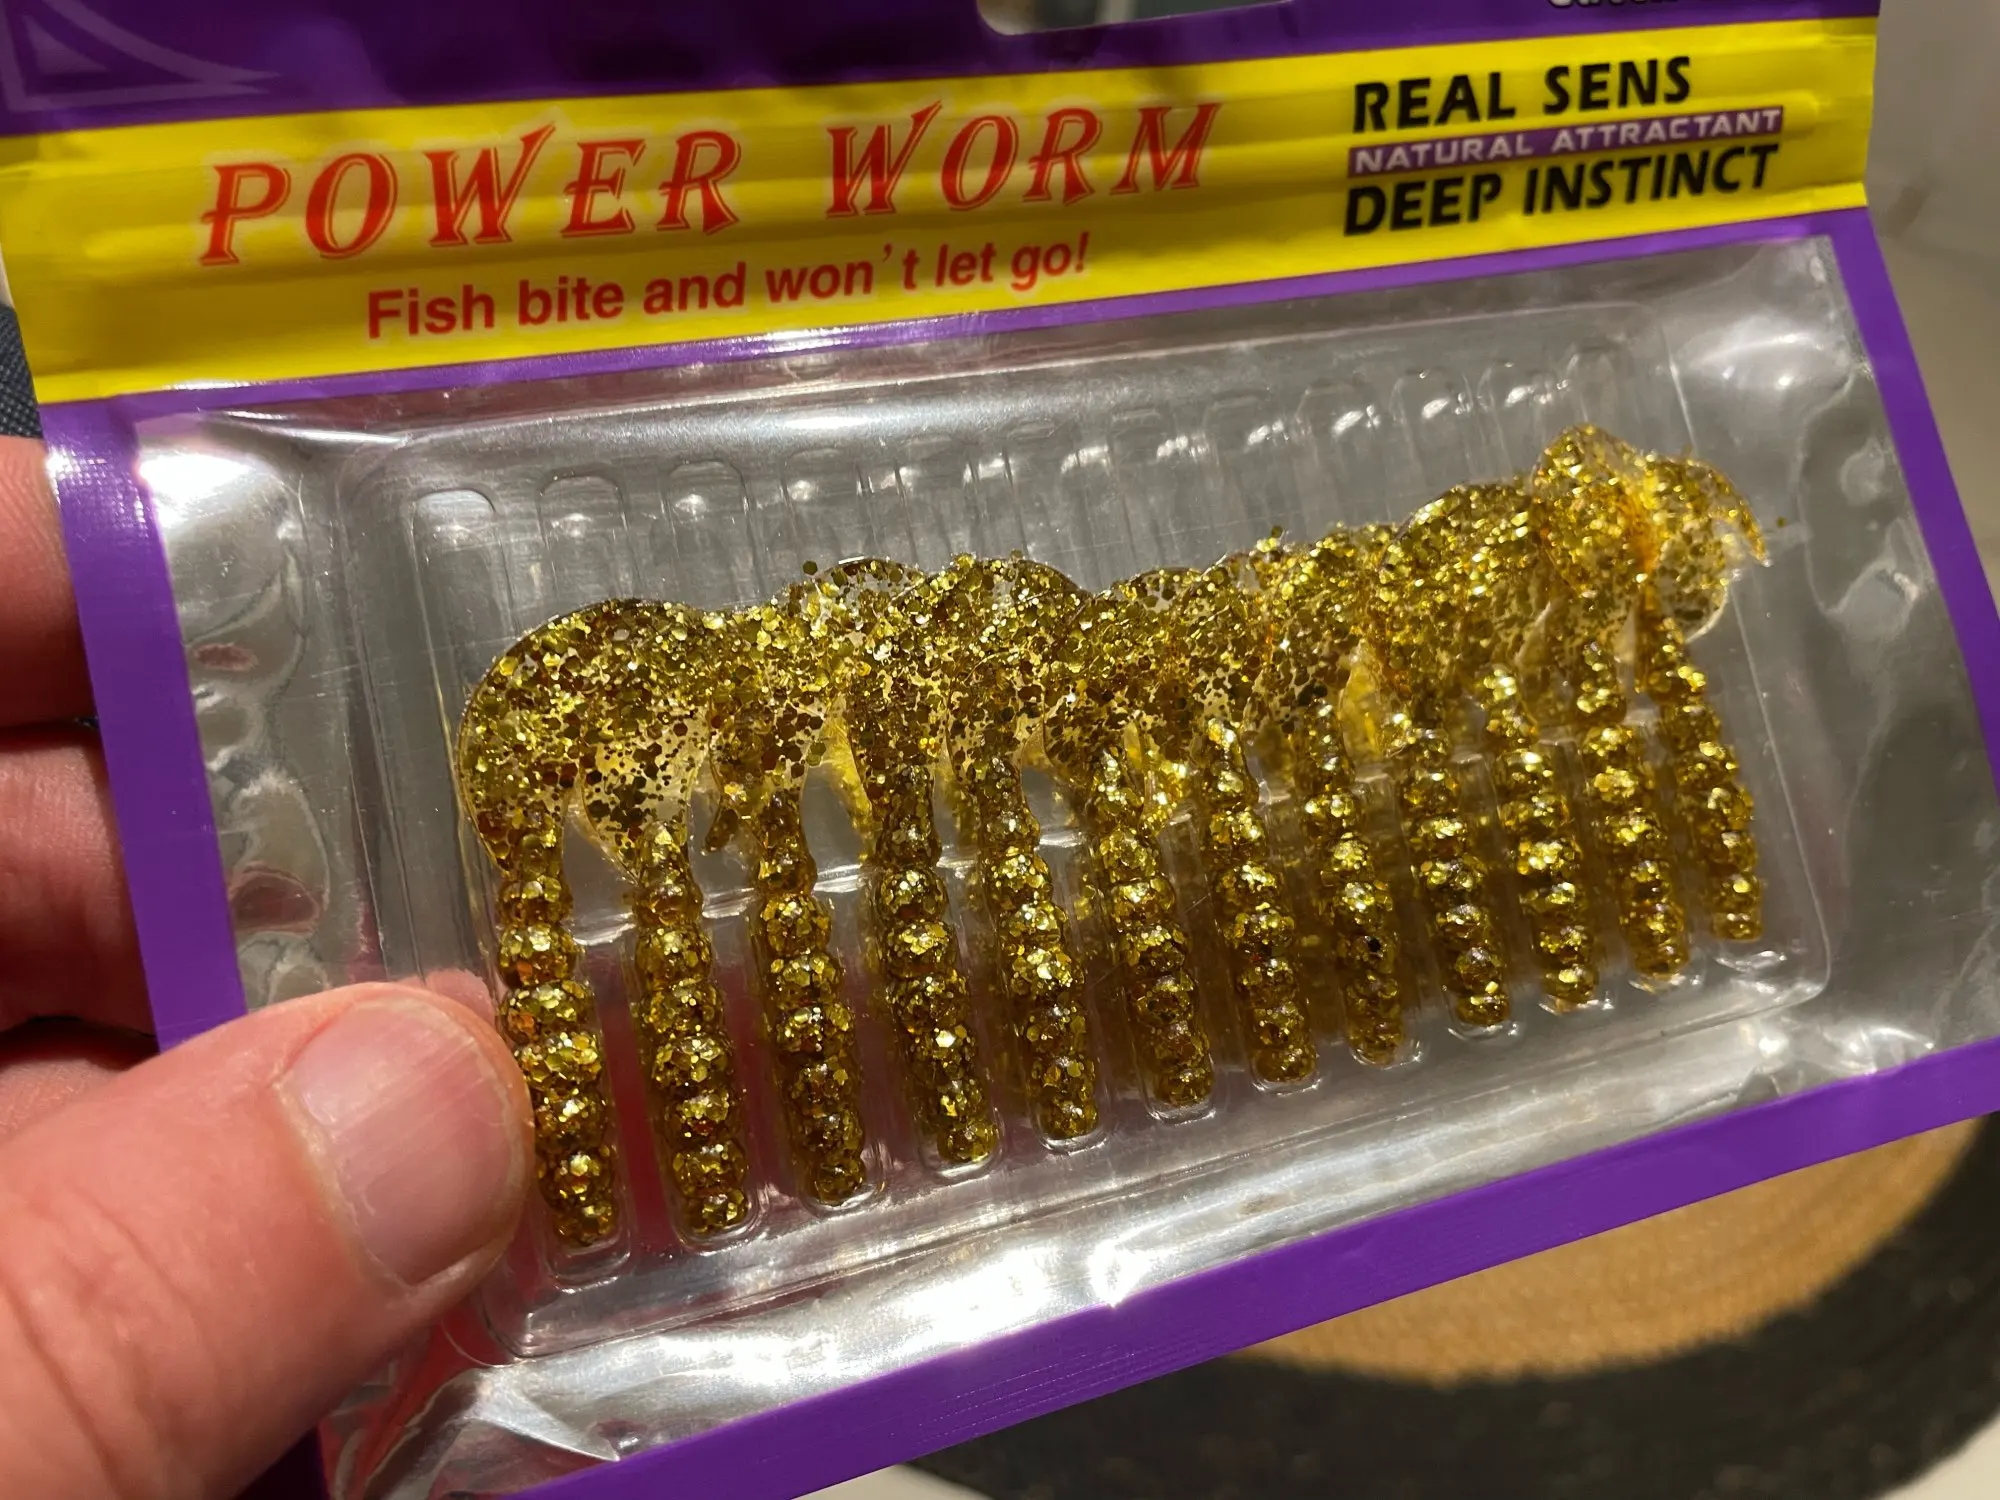 POWER WORM
Fish bite and won't let go!
REAL SENS
NATURAL ATTRACTANT
DEEP INSTINCT